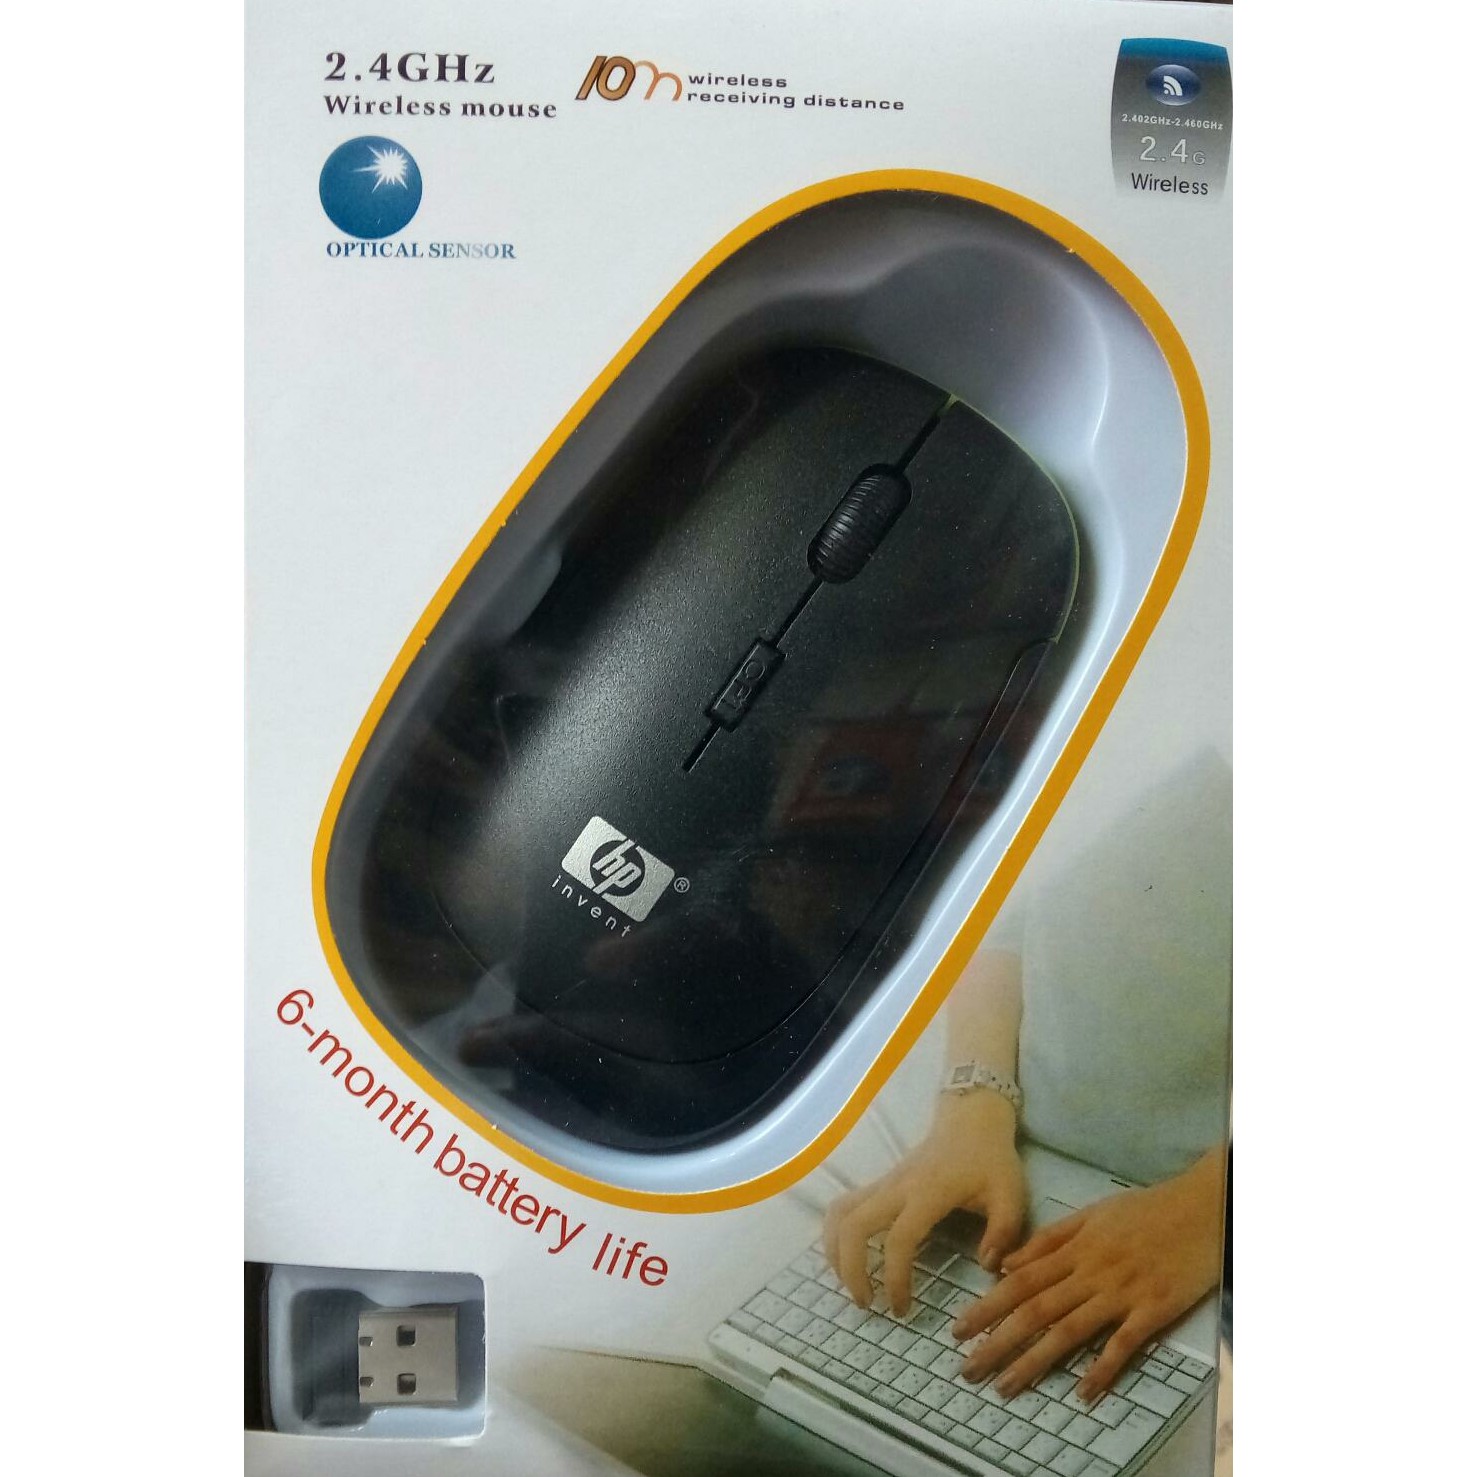 2.4GHz
Wireless mouse
10m wireless
receiving distance
2.402GHz-2.460GHz
2.4G
Wireless
OPTICAL SENSOR
CPI
hp®
invent
6-month battery life